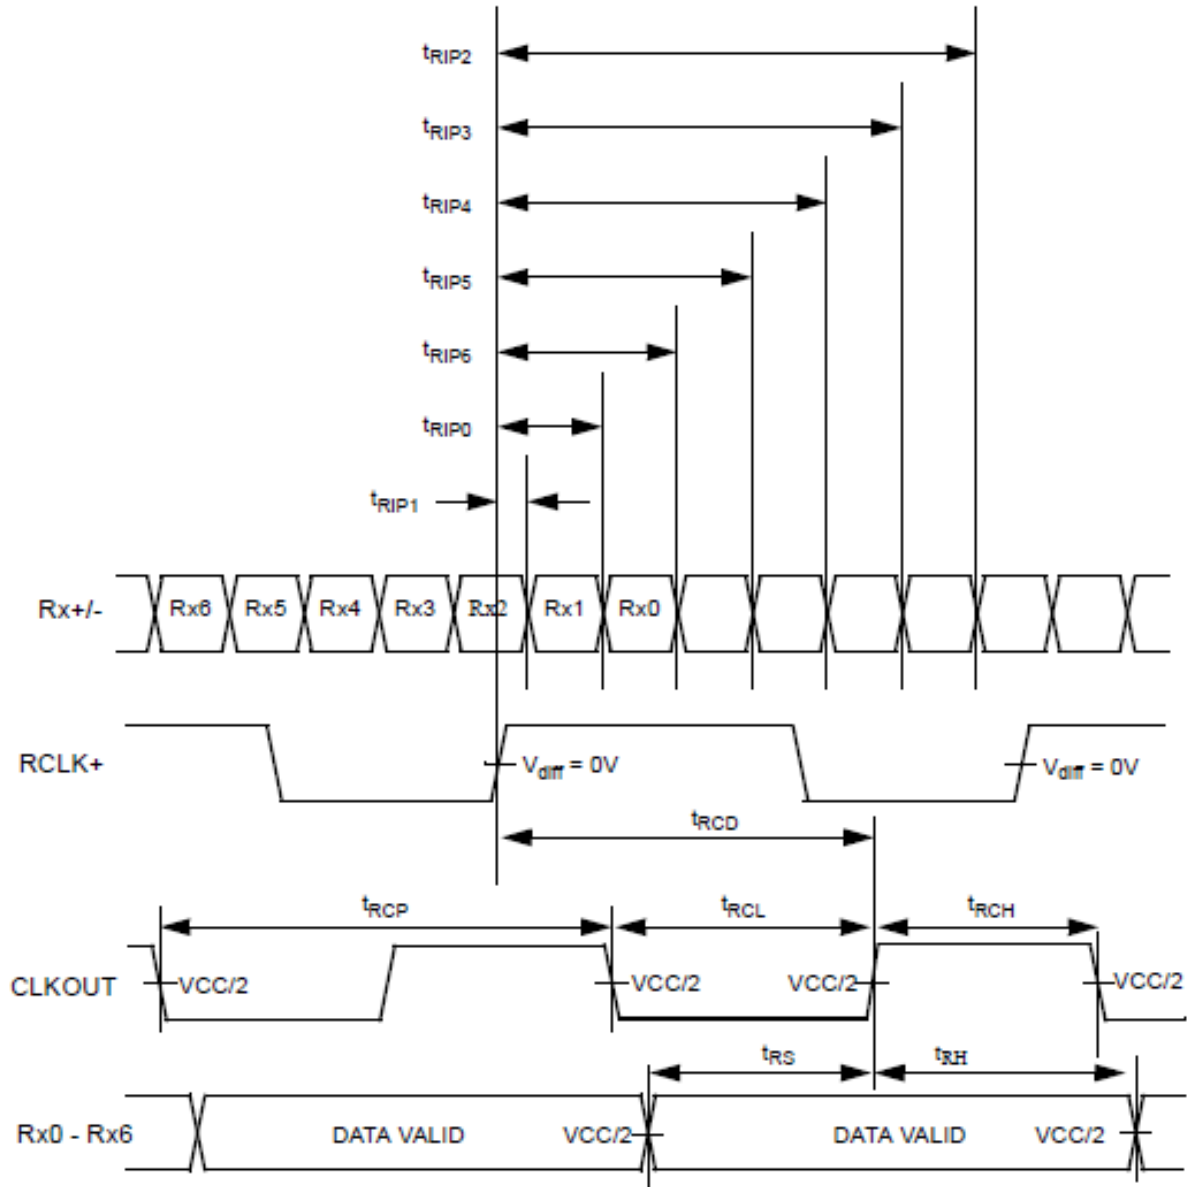 tRIP2
tRIP3
tRIP4
tRIP5
tRIP6
tRIP0
tRIP1
Rx+/- Rx6 Rx5 Rx4 Rx3 Rx2 Rx1 Rx0
RCLK+ Vdiff = 0V Vdiff = 0V
tRCD
tRCP tRCL tRCH
CLKOUT VCC/2 VCC/2 VCC/2 VCC/2
tRS tRH
Rx0 - Rx6 DATA VALID VCC/2 DATA VALID VCC/2